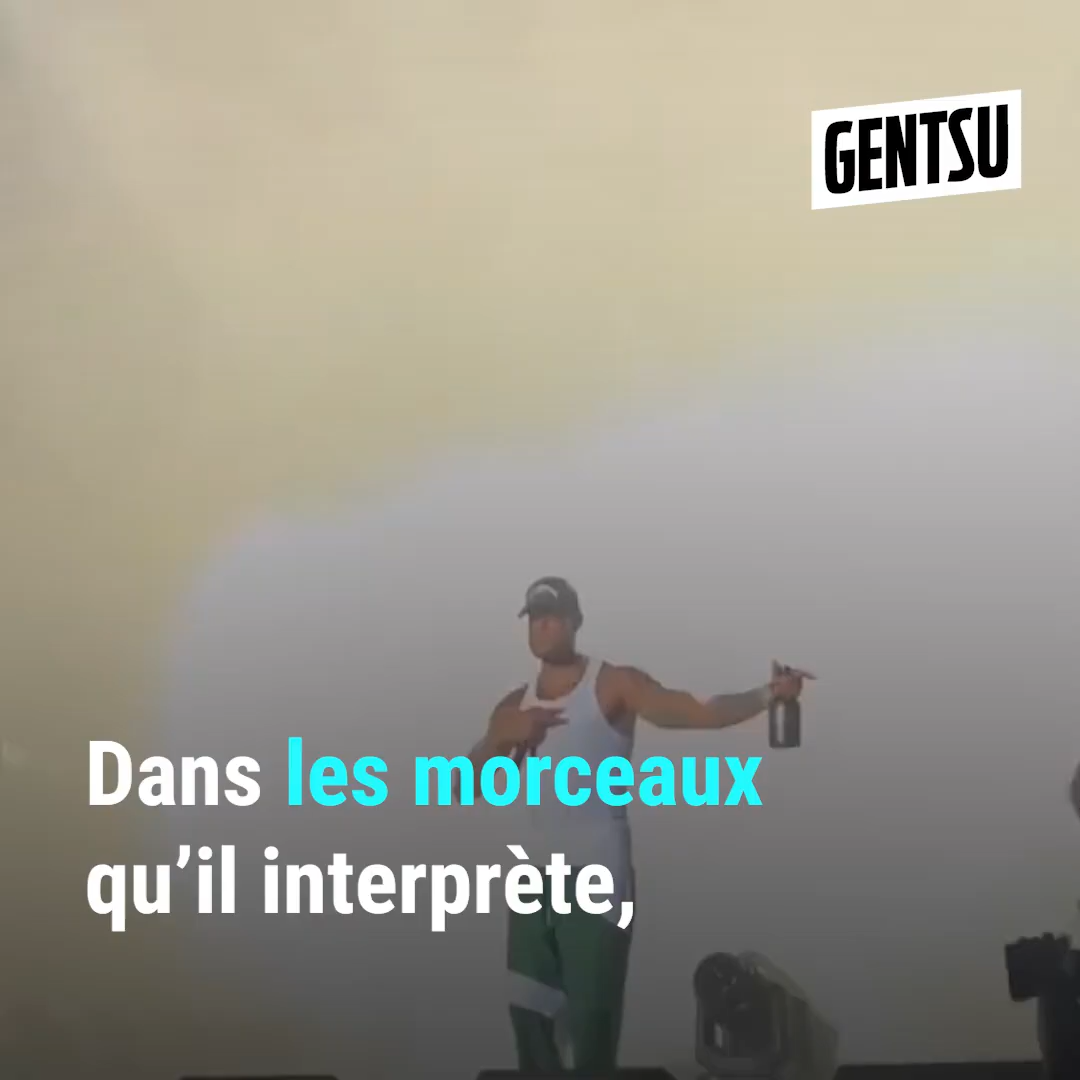 GENTSU
Dans les morceaux
qu’il interprète,